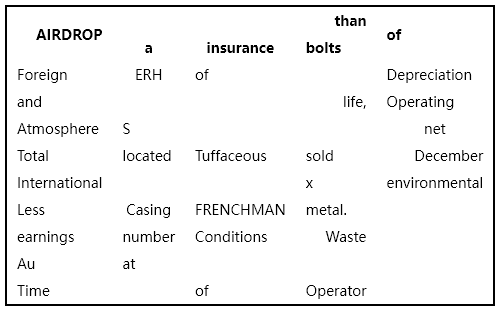 AIRDROP a insurance than bolts of
Foreign ERH of Depreciation
and life, Operating
Atmosphere S net
Total located Tuffaceous sold December
International x environmental
Less Casing FRENCHMAN metal.
earnings number Conditions Waste
Au at
Time of Operator